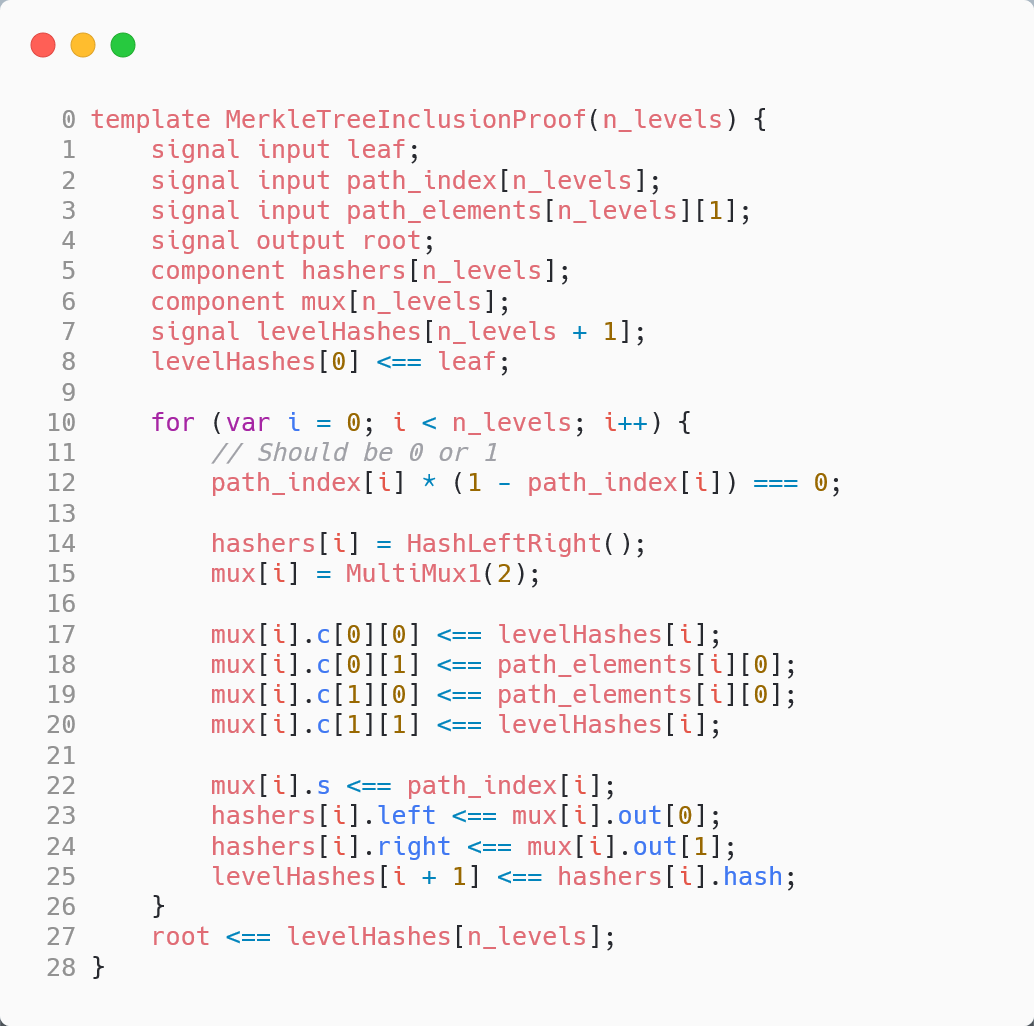 0 template MerkleTreeInclusionProof(n_levels) {
1     signal input leaf;
2     signal input path_index[n_levels];
3     signal input path_elements[n_levels][1];
4     signal output root;
5     component hashers[n_levels];
6     component mux[n_levels];
7     signal levelHashes[n_levels + 1];
8     levelHashes[0] <== leaf;
9
10     for (var i = 0; i < n_levels; i++) {
11         // Should be 0 or 1
12         path_index[i] * (1 - path_index[i]) === 0;
13
14         hashers[i] = HashLeftRight();
15         mux[i] = MultiMux1(2);
16
17         mux[i].c[0][0] <== levelHashes[i];
18         mux[i].c[0][1] <== path_elements[i][0];
19         mux[i].c[1][0] <== path_elements[i][0];
20         mux[i].c[1][1] <== levelHashes[i];
21
22         mux[i].s <== path_index[i];
23         hashers[i].left <== mux[i].out[0];
24         hashers[i].right <== mux[i].out[1];
25         levelHashes[i + 1] <== hashers[i].hash;
26     }
27     root <== levelHashes[n_levels];
28 }